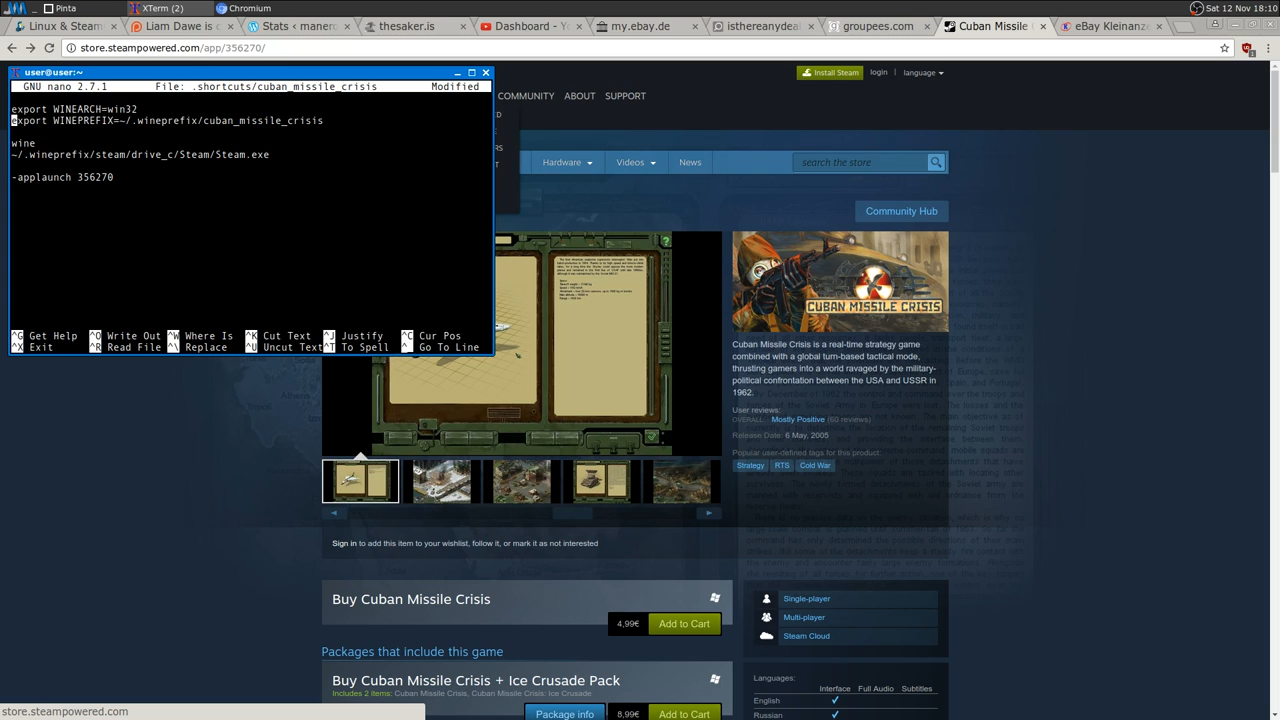 Pinta
XTerm (2)
Chromium
Sat 12 Nov 18:10
Linux & Steam
Liam Dawe is c
Stats ‹ maner
thesaker.is
Dashboard -
my.ebay.de
isthereanydea
groupees.com
Cuban Missile
eBay Kleinanz
store.steampowered.com/app/356270/
Install Steam
login
language
user@user:~
GNU nano 2.7.1 File: .shortcuts/cuban_missile_crisis Modified
export WINEARCH=win32
export WINEPREFIX=~/.wineprefix/cuban_missile_crisis
wine
~/.wineprefix/steam/drive_c/Steam/Steam.exe
-applaunch 356270
^G Get Help ^O Write Out ^W Where Is ^K Cut Text ^J Justify ^C Cur Pos
^X Exit ^R Read File ^\ Replace ^U Uncut Text ^T To Spell ^_ Go To Line
COMMUNITY ABOUT SUPPORT
Hardware
Videos
News
search the store
Community Hub
CUBAN MISSILE CRISIS
Cuban Missile Crisis is a real-time strategy game
combined with a global turn-based tactical mode,
thrusting gamers into a world ravaged by the military-
political confrontation between the USA and USSR in
1962.
User reviews:
OVERALL: Mostly Positive (60 reviews)
Release Date: 6 May, 2005
Popular user-defined tags for this product:
Strategy RTS Cold War
Sign in to add this item to your wishlist, follow it, or mark it as not interested
Buy Cuban Missile Crisis
4,99€ Add to Cart
Packages that include this game
Buy Cuban Missile Crisis + Ice Crusade Pack
Includes 2 items: Cuban Missile Crisis, Cuban Missile Crisis: Ice Crusade
Package info 8,99€ Add to Cart
Single-player
Multi-player
Steam Cloud
Languages:
Interface Full Audio Subtitles
English ✓
Russian ✓
store.steampowered.com